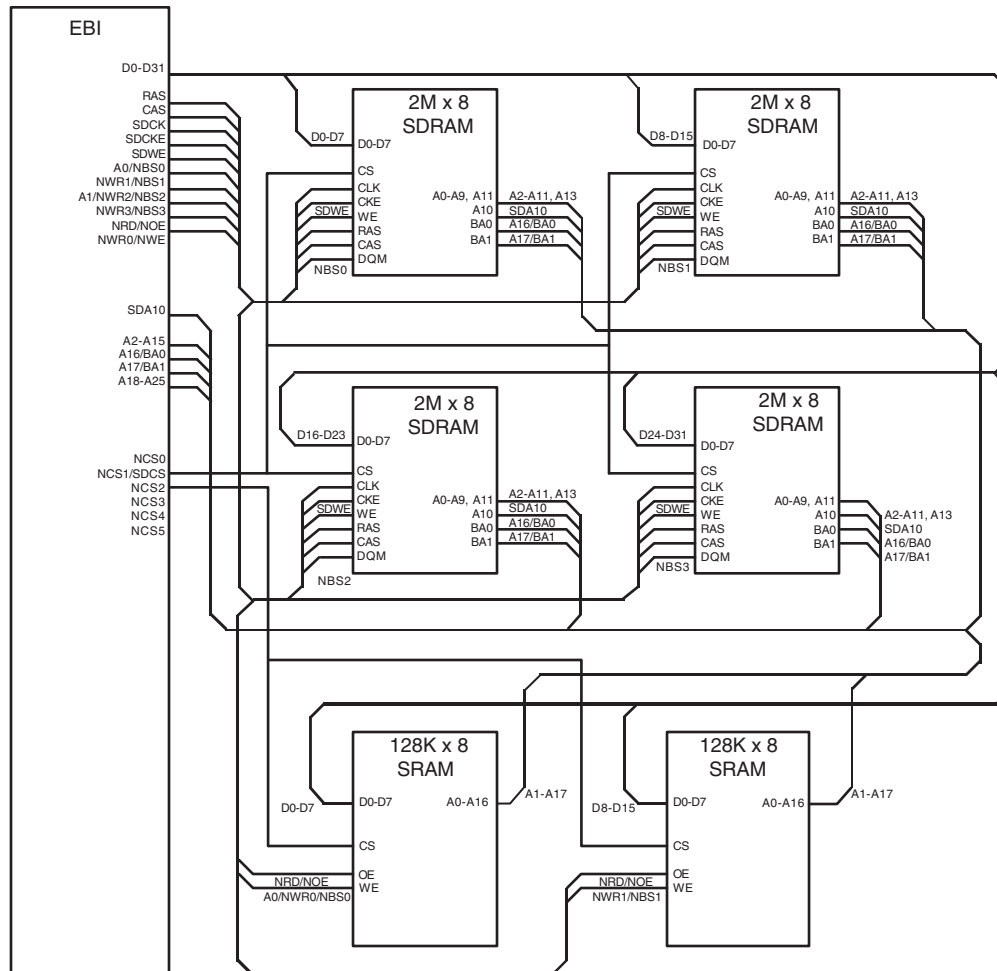 EBI
D0-D31
RAS
CAS
SDCK
SDCKE
SDWE
A0/NBS0
NWR1/NBS1
A1/NWR2/NBS2
NWR3/NBS3
NRD/NOE
NWR0/NWE
SDA10
A2-A15
A16/BA0
A17/BA1
A18-A25
NCS0
NCS1/SDCS
NCS2
NCS3
NCS4
NCS5
2M x 8
SDRAM
D0-D7
D0-D7
CS
CLK
CKE
SDWE
WE
RAS
CAS
DQM
NBS0
A0-A9, A11
A10
BA0
BA1
A2-A11, A13
SDA10
A16/BA0
A17/BA1
2M x 8
SDRAM
D8-D15
D0-D7
CS
CLK
CKE
SDWE
WE
RAS
CAS
DQM
NBS1
A0-A9, A11
A10
BA0
BA1
A2-A11, A13
SDA10
A16/BA0
A17/BA1
2M x 8
SDRAM
D16-D23
D0-D7
CS
CLK
CKE
SDWE
WE
RAS
CAS
DQM
NBS2
A0-A9, A11
A10
BA0
BA1
A2-A11, A13
SDA10
A16/BA0
A17/BA1
2M x 8
SDRAM
D24-D31
D0-D7
CS
CLK
CKE
SDWE
WE
RAS
CAS
DQM
NBS3
A0-A9, A11
A10
BA0
BA1
A2-A11, A13
SDA10
A16/BA0
A17/BA1
128K x 8
SRAM
D0-D7
D0-D7
A0-A16
A1-A17
CS
OE
NRD/NOE
WE
A0/NWR0/NBS0
128K x 8
SRAM
D8-D15
D0-D7
A0-A16
A1-A17
CS
OE
NRD/NOE
WE
NWR1/NBS1